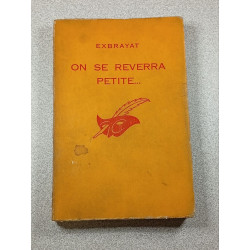 EXBRAYAT
ON SE REVERRA
PETITE...